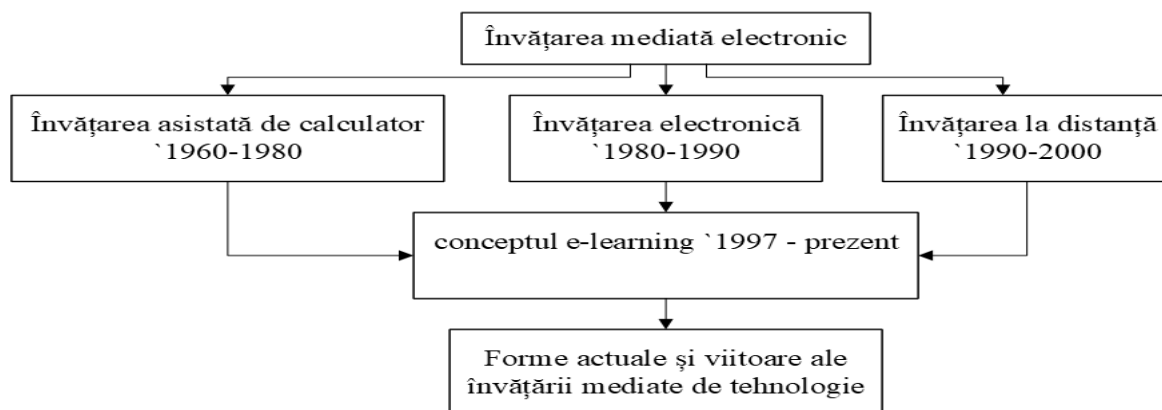 Învățarea mediată electronic
Învățarea asistată de calculator
`1960-1980
Învățarea electronică
`1980-1990
Învățarea la distanță
`1990-2000
conceptul e-learning `1997 - prezent
Forme actuale și viitoare ale
învățării mediate de tehnologie